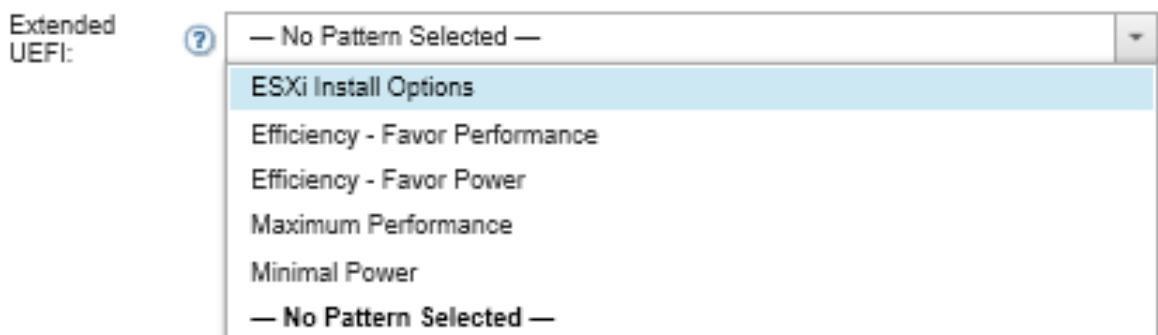 Extended
UEFI:
?
— No Pattern Selected —
ESXi Install Options
Efficiency - Favor Performance
Efficiency - Favor Power
Maximum Performance
Minimal Power
— No Pattern Selected —